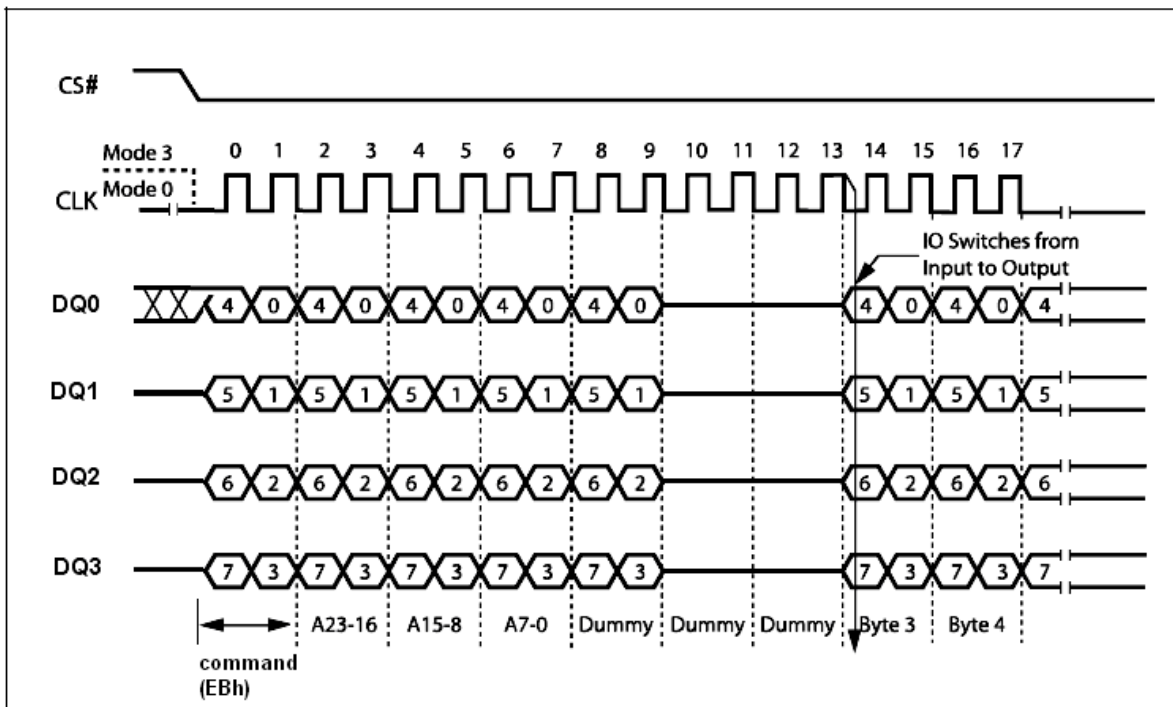 CS#
Mode 3
0 1 2 3 4 5 6 7 8 9 10 11 12 13 14 15 16 17
Mode 0
CLK
IO Switches from
Input to Output
DQ0
4 0 4 0 4 0 4 0 4 0 4 0 4 0 4
DQ1
5 1 5 1 5 1 5 1 5 1 5 1 5 1 5
DQ2
6 2 6 2 6 2 6 2 6 2 6 2 6 2 6
DQ3
7 3 7 3 7 3 7 3 7 3 7 3 7 3 7
A23-16 A15-8 A7-0 Dummy Dummy Dummy Byte 3 Byte 4
command
(EBh)